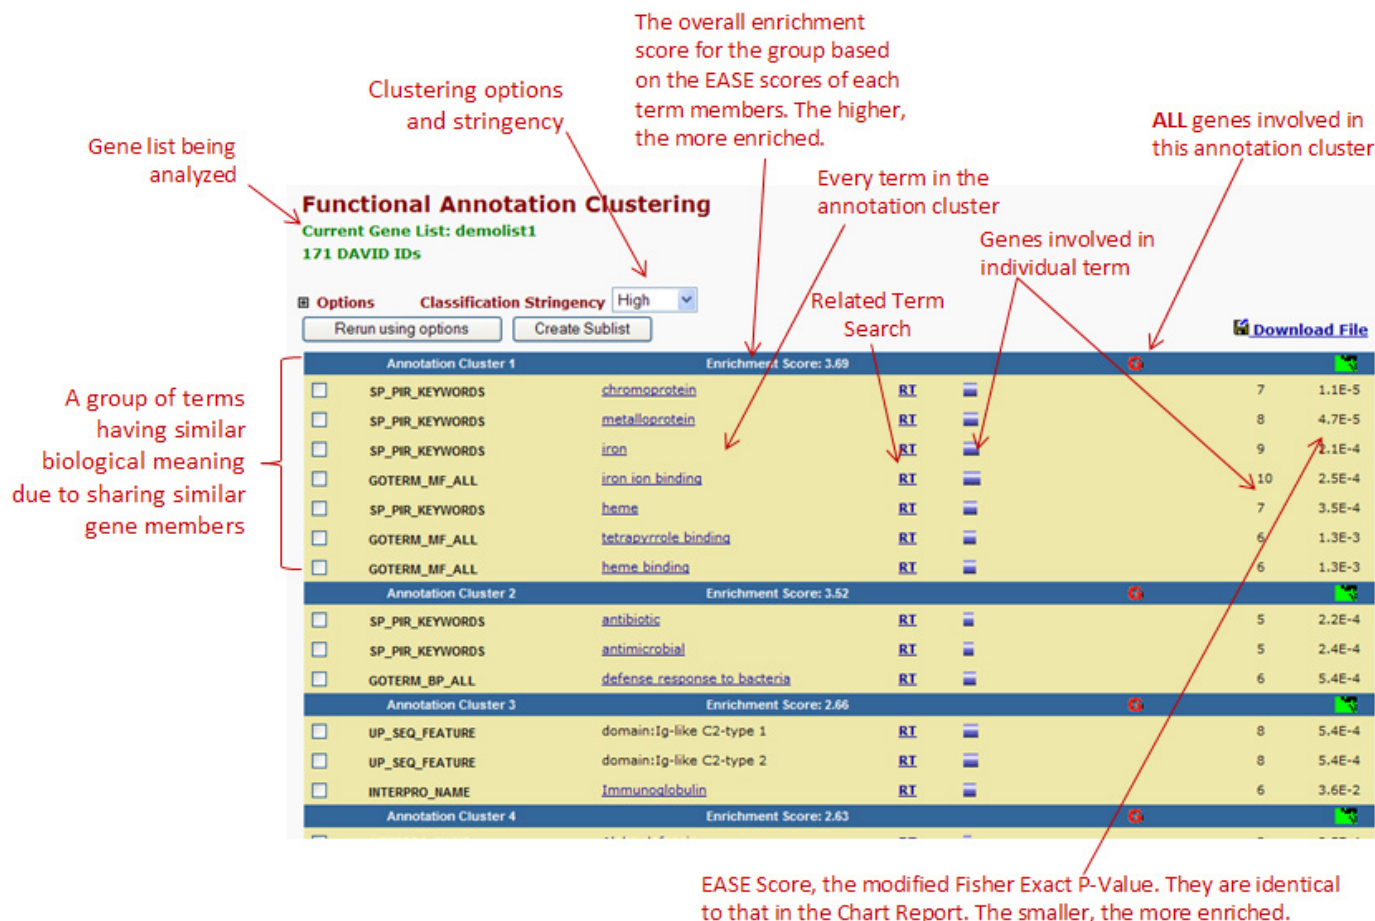 The overall enrichment
score for the group based
on the EASE scores of each
term members. The higher,
the more enriched.
Clustering options
and stringency
ALL genes involved in
this annotation cluster
Gene list being
analyzed
Every term in the
annotation cluster
Genes involved in
individual term
Related Term
Search
Functional Annotation Clustering
Current Gene List: demolist1
171 DAVID IDs
Options Classification Stringency High
Rerun using options Create Sublist Download File
A group of terms
having similar
biological meaning
due to sharing similar
gene members
Annotation Cluster 1 Enrichment Score: 3.69
SP_PIR_KEYWORDS chromoprotein RT 7 1.1E-5
SP_PIR_KEYWORDS metalloprotein RT 8 4.7E-5
SP_PIR_KEYWORDS iron RT 9 2.1E-4
GOTERM_MF_ALL iron ion binding RT 10 2.5E-4
SP_PIR_KEYWORDS heme RT 7 3.5E-4
GOTERM_MF_ALL tetrapyrrole binding RT 6 1.3E-3
GOTERM_MF_ALL heme binding RT 6 1.3E-3
Annotation Cluster 2 Enrichment Score: 3.52
SP_PIR_KEYWORDS antibiotic RT 5 2.2E-4
SP_PIR_KEYWORDS antimicrobial RT 5 2.4E-4
GOTERM_BP_ALL defense response to bacteria RT 6 5.4E-4
Annotation Cluster 3 Enrichment Score: 2.66
UP_SEQ_FEATURE domain:Ig-like C2-type 1 RT 8 5.4E-4
UP_SEQ_FEATURE domain:Ig-like C2-type 2 RT 8 5.4E-4
INTERPRO_NAME Immunoglobulin RT 6 3.6E-2
Annotation Cluster 4 Enrichment Score: 2.63
EASE Score, the modified Fisher Exact P-Value. They are identical
to that in the Chart Report. The smaller, the more enriched.